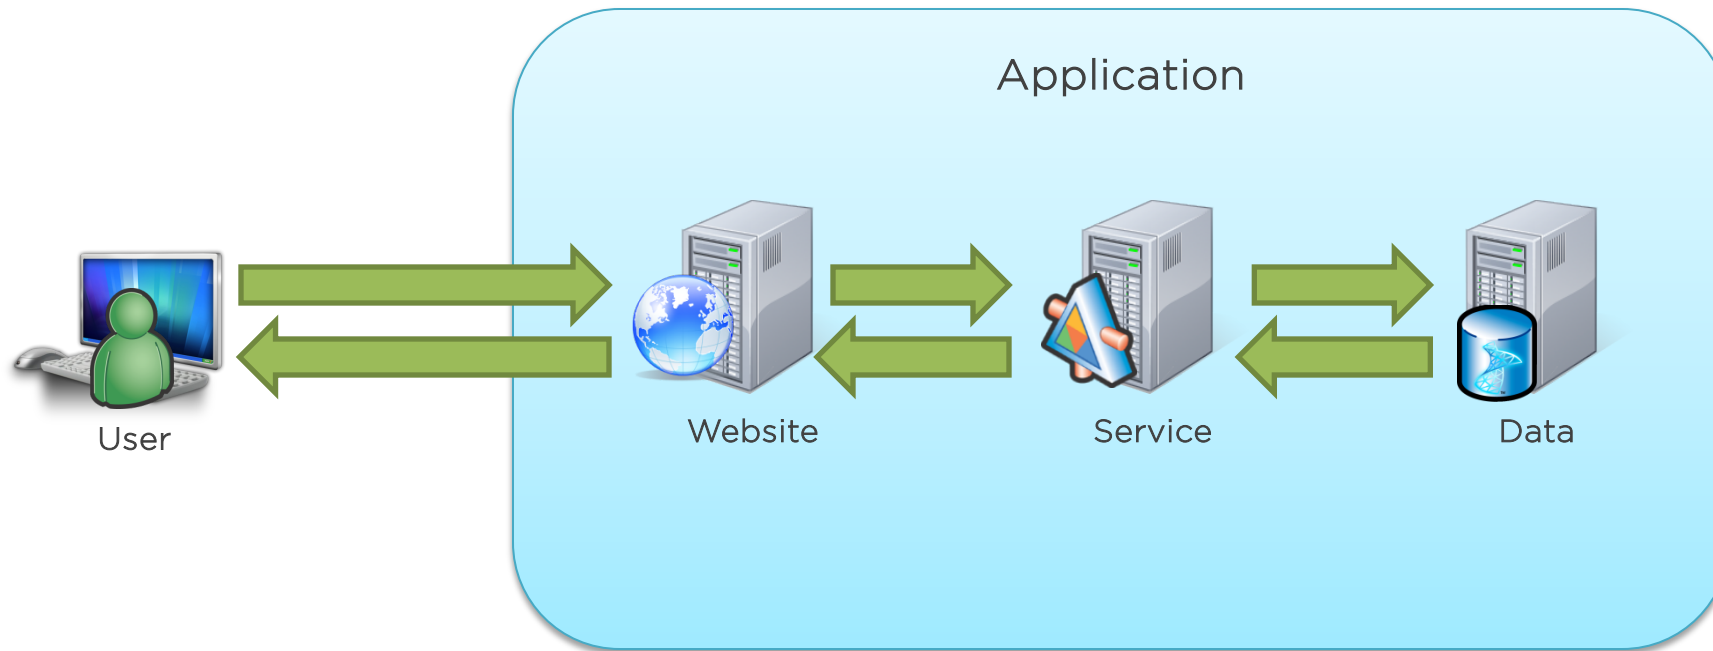 Application
User
Website
Service
Data